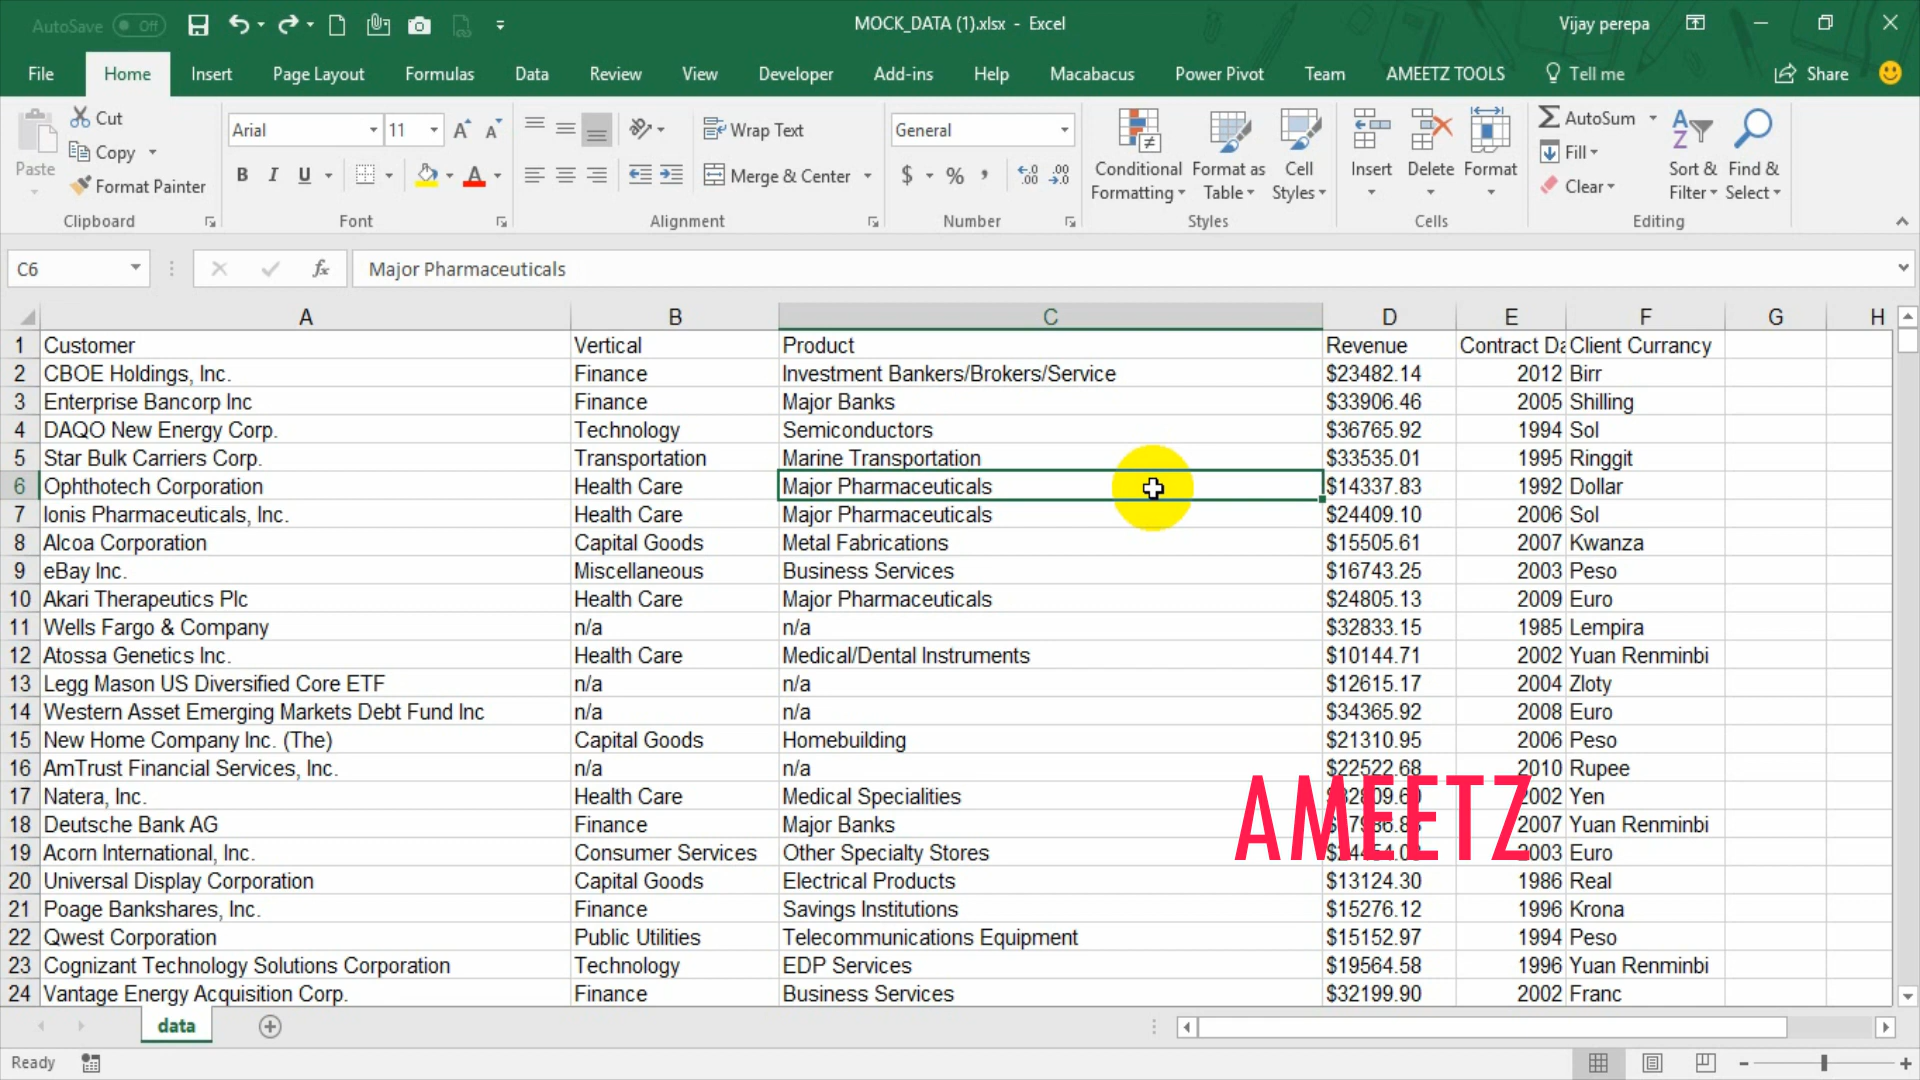 AutoSave Off MOCK_DATA (1).xlsx - Excel Vijay perepa
File Home Insert Page Layout Formulas Data Review View Developer Add-ins Help Macabacus Power Pivot Team AMEETZ TOOLS Tell me Share
Paste Cut Copy Format Painter Clipboard
Arial 11 B I U Font
Wrap Text Merge & Center Alignment
General $ % , Number
Conditional Formatting Format as Table Cell Styles Styles
Insert Delete Format Cells
AutoSum Fill Clear Sort & Filter Find & Select Editing
C6 fx Major Pharmaceuticals
A B C D E F G H
1 Customer Vertical Product Revenue Contract Da Client Currency
2 CBOE Holdings, Inc. Finance Investment Bankers/Brokers/Service $23482.14 2012 Birr
3 Enterprise Bancorp Inc Finance Major Banks $33906.46 2005 Shilling
4 DAQO New Energy Corp. Technology Semiconductors $36765.92 1994 Sol
5 Star Bulk Carriers Corp. Transportation Marine Transportation $33535.01 1995 Ringgit
6 Ophthotech Corporation Health Care Major Pharmaceuticals $14337.83 1992 Dollar
7 Ionis Pharmaceuticals, Inc. Health Care Major Pharmaceuticals $24409.10 2006 Sol
8 Alcoa Corporation Capital Goods Metal Fabrications $15505.61 2007 Kwanza
9 eBay Inc. Miscellaneous Business Services $16743.25 2003 Peso
10 Akari Therapeutics Plc Health Care Major Pharmaceuticals $24805.13 2009 Euro
11 Wells Fargo & Company n/a n/a $32833.15 1985 Lempira
12 Atossa Genetics Inc. Health Care Medical/Dental Instruments $10144.71 2002 Yuan Renminbi
13 Legg Mason US Diversified Core ETF n/a n/a $12615.17 2004 Zloty
14 Western Asset Emerging Markets Debt Fund Inc n/a n/a $34365.92 2008 Euro
15 New Home Company Inc. (The) Capital Goods Homebuilding $21310.95 2006 Peso
16 AmTrust Financial Services, Inc. n/a n/a $22522.68 2010 Rupee
17 Natera, Inc. Health Care Medical Specialities 2002 Yen
18 Deutsche Bank AG Finance Major Banks 2007 Yuan Renminbi
19 Acorn International, Inc. Consumer Services Other Specialty Stores 2003 Euro
AMEETZ
20 Universal Display Corporation Capital Goods Electrical Products $13124.30 1986 Real
21 Poage Bankshares, Inc. Finance Savings Institutions $15276.12 1996 Krona
22 Qwest Corporation Public Utilities Telecommunications Equipment $15152.97 1994 Peso
23 Cognizant Technology Solutions Corporation Technology EDP Services $19564.58 1996 Yuan Renminbi
24 Vantage Energy Acquisition Corp. Finance Business Services $32199.90 2002 Franc
data
Ready